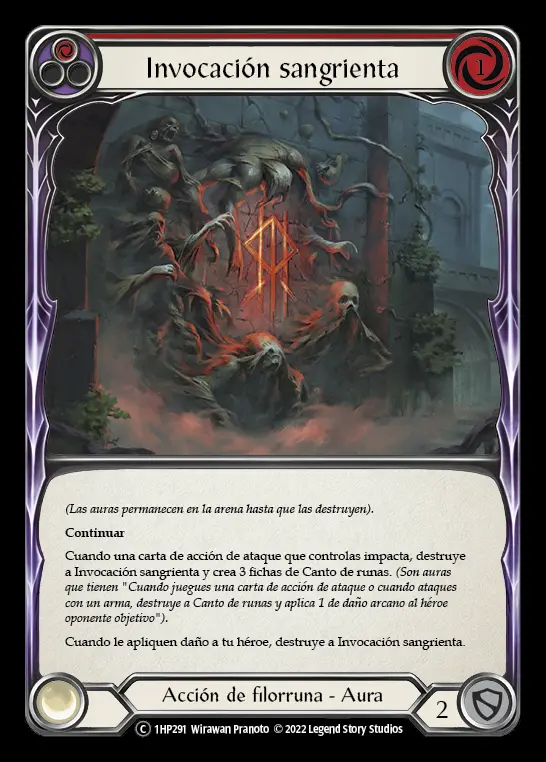 Invocación sangrienta
1
(Las auras permanecen en la arena hasta que las destruyen).
Continuar
Cuando una carta de acción de ataque que controlas impacta, destruye
a Invocación sangrienta y crea 3 fichas de Canto de runas. (Son auras
que tienen "Cuando juegues una carta de acción de ataque o cuando ataques
con un arma, destruye a Canto de runas y aplica 1 de daño arcano al héroe
oponente objetivo").
Cuando le apliquen daño a tu héroe, destruye a Invocación sangrienta.
Acción de filorruna - Aura
2
C 1HP291 Wirawan Pranoto © 2022 Legend Story Studios